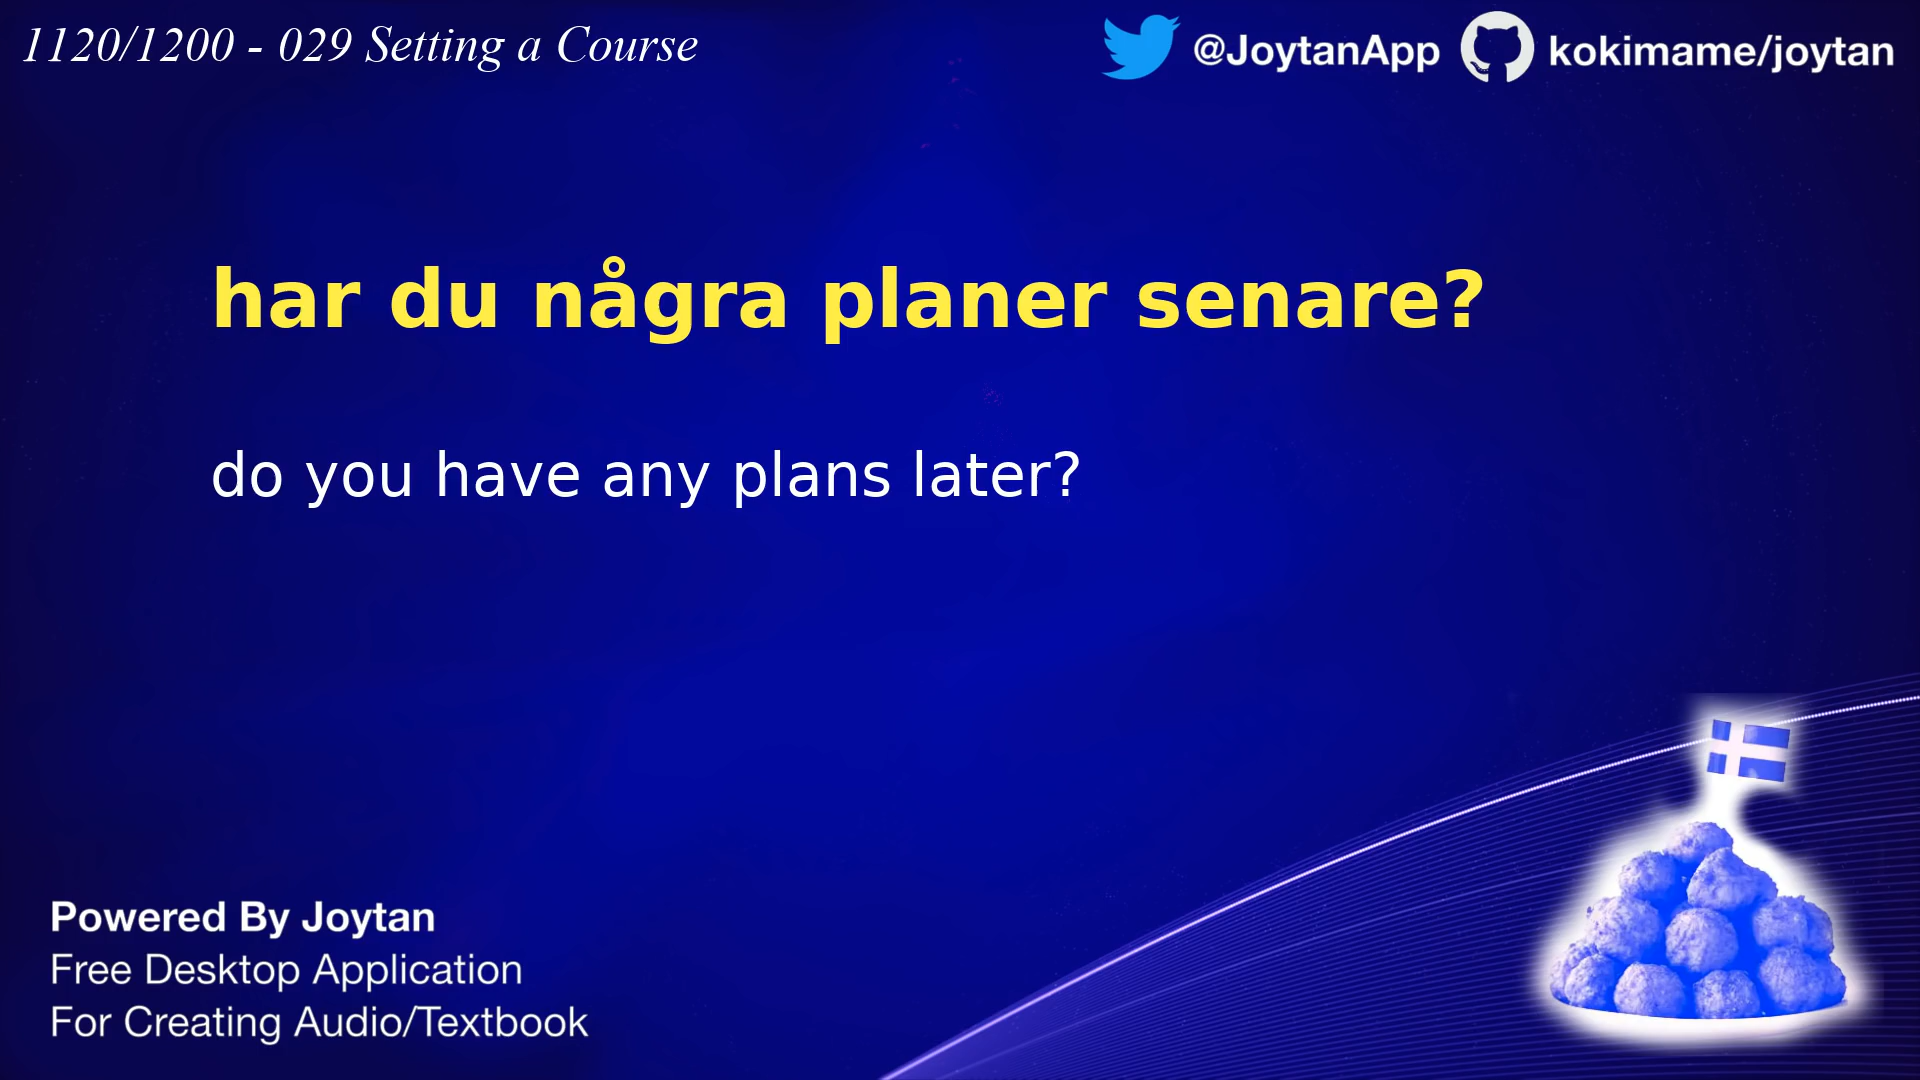 1120/1200 - 029 Setting a Course
@JoytanApp
kokimame/joytan
har du några planer senare?
do you have any plans later?
Powered By Joytan
Free Desktop Application
For Creating Audio/Textbook